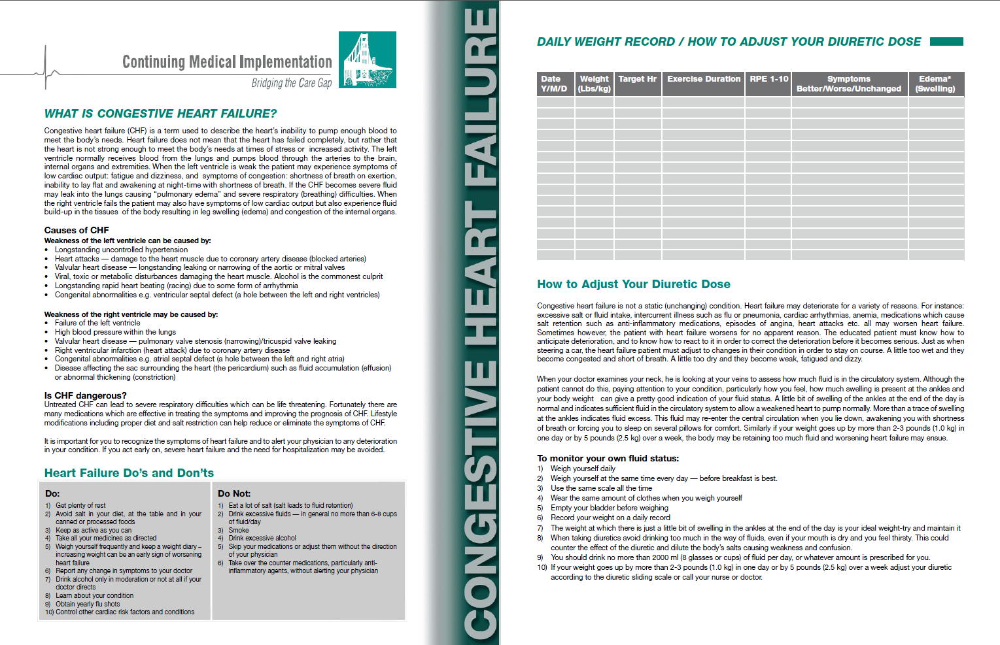 Continuing Medical Implementation
Bridging the Care Gap
WHAT IS CONGESTIVE HEART FAILURE?
Congestive heart failure (CHF) is a term used to describe the heart's inability to pump enough blood to
meet the body's needs. Heart failure does not mean that the heart has failed completely, but rather that
the heart is not strong enough to meet the body's needs at times of stress or increased activity. The left
ventricle normally receives blood from the lungs and pumps blood through the arteries to the brain,
internal organs and extremities. When the left ventricle is weak the patient may experience symptoms of
low cardiac output: fatigue and dizziness, and symptoms of congestion: shortness of breath on exertion,
inability to lay flat and awakening at night-time with shortness of breath. If the CHF becomes severe fluid
may leak into the lungs causing "pulmonary edema" and severe respiratory (breathing) difficulties. When
the right ventricle fails the patient may also have symptoms of low cardiac output but also experience fluid
build-up in the tissues of the body resulting in leg swelling (edema) and congestion of the internal organs.
Causes of CHF
Weakness of the left ventricle can be caused by:
• Longstanding uncontrolled hypertension
• Heart attacks — damage to the heart muscle due to coronary artery disease (blocked arteries)
• Valvular heart disease — longstanding leaking or narrowing of the aortic or mitral valves
• Viral, toxic or metabolic disturbances damaging the heart muscle. Alcohol is the commonest culprit
• Longstanding rapid heart beating (racing) due to some form of arrhythmia
• Congenital abnormalities e.g. ventricular septal defect (a hole between the left and right ventricles)
Weakness of the right ventricle may be caused by:
• Failure of the left ventricle
• High blood pressure within the lungs
• Valvular heart disease — pulmonary valve stenosis (narrowing)/tricuspid valve leaking
• Right ventricular infarction (heart attack) due to coronary artery disease
• Congenital abnormalities e.g. atrial septal defect (a hole between the left and right atria)
• Disease affecting the sac surrounding the heart (the pericardium) such as fluid accumulation (effusion)
or abnormal thickening (constriction)
Is CHF dangerous?
Untreated CHF can lead to severe respiratory difficulties which can be life threatening. Fortunately there are
many medications which are effective in treating the symptoms and improving the prognosis of CHF. Lifestyle
modifications including proper diet and salt restriction can help reduce or eliminate the symptoms of CHF.
It is important for you to recognize the symptoms of heart failure and to alert your physician to any deterioration
in your condition. If you act early on, severe heart failure and the need for hospitalization may be avoided.
Heart Failure Do's and Don'ts
Do:
1) Get plenty of rest
2) Avoid salt in your diet, at the table and in your
canned or processed foods
3) Keep as active as you can
4) Take all your medicines as directed
5) Weigh yourself frequently and keep a weight diary –
increasing weight can be an early sign of worsening
heart failure
6) Report any change in symptoms to your doctor
7) Drink alcohol only in moderation or not at all if your
doctor directs
8) Learn about your condition
9) Obtain yearly flu shots
10) Control other cardiac risk factors and conditions
Do Not:
1) Eat a lot of salt (salt leads to fluid retention)
2) Drink excessive fluids — in general no more than 6-8 cups
of fluid/day
3) Smoke
4) Drink excessive alcohol
5) Skip your medications or adjust them without the direction
of your physician
6) Take over the counter medications, particularly anti-
inflammatory agents, without alerting your physician
CONGESTIVE HEART FAILURE
DAILY WEIGHT RECORD / HOW TO ADJUST YOUR DIURETIC DOSE
Date Weight Target Hr Exercise Duration RPE 1-10 Symptoms Edema*
Y/M/D (Lbs/kg) Better/Worse/Unchanged (Swelling)
How to Adjust Your Diuretic Dose
Congestive heart failure is not a static (unchanging) condition. Heart failure may deteriorate for a variety of reasons. For instance:
excessive salt or fluid intake, intercurrent illness such as flu or pneumonia, cardiac arrhythmias, anemia, medications which cause
salt retention such as anti-inflammatory medications, episodes of angina, heart attacks etc. all may worsen heart failure.
Sometimes however, the patient with heart failure worsens for no apparent reason. The educated patient must know how to
anticipate deterioration, and to know how to react to it in order to correct the deterioration before it becomes serious. Just as when
steering a car, the heart failure patient must adjust to changes in their condition in order to stay on course. A little too wet and they
become congested and short of breath. A little too dry and they become weak, fatigued and dizzy.
When your doctor examines your neck, he is looking at your veins to assess how much fluid is in the circulatory system. Although the
patient cannot do this, paying attention to your condition, particularly how you feel, how much swelling is present at the ankles and
your body weight can give a pretty good indication of your fluid status. A little bit of swelling of the ankles at the end of the day is
normal and indicates sufficient fluid in the circulatory system to allow a weakened heart to pump normally. More than a trace of swelling
at the ankles indicates fluid excess. This fluid may re-enter the central circulation when you lie down, awakening you with shortness
of breath or forcing you to sleep on several pillows for comfort. Similarly if your weight goes up by more than 2-3 pounds (1.0 kg) in
one day or by 5 pounds (2.5 kg) over a week, the body may be retaining too much fluid and worsening heart failure may ensue.
To monitor your own fluid status:
1) Weigh yourself daily
2) Weigh yourself at the same time every day — before breakfast is best.
3) Use the same scale all the time
4) Wear the same amount of clothes when you weigh yourself
5) Empty your bladder before weighing
6) Record your weight on a daily record
7) The weight at which there is just a little bit of swelling in the ankles at the end of the day is your ideal weight-try and maintain it
8) When taking diuretics avoid drinking too much in the way of fluids, even if your mouth is dry and you feel thirsty. This could
counter the effect of the diuretic and dilute the body's salts causing weakness and confusion.
9) You should drink no more than 2000 ml (8 glasses or cups) of fluid per day, or whatever amount is prescribed for you.
10) If your weight goes up by more than 2-3 pounds (1.0 kg) in one day or by 5 pounds (2.5 kg) over a week adjust your diuretic
according to the diuretic sliding scale or call your nurse or doctor.